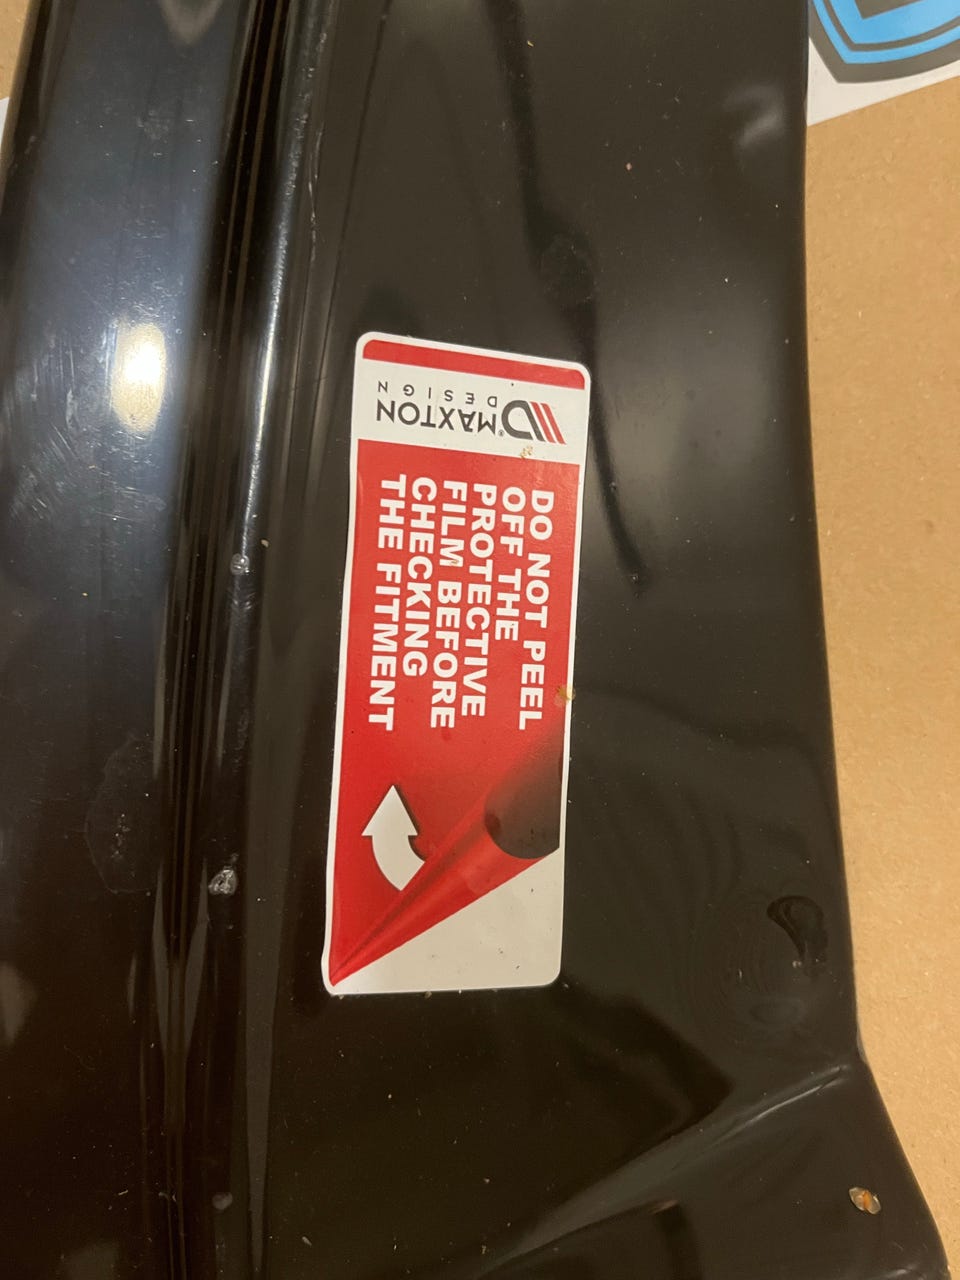 MAXTON®
DESIGN
DO NOT PEEL
OFF THE
PROTECTIVE
FILM BEFORE
CHECKING
THE FITMENT